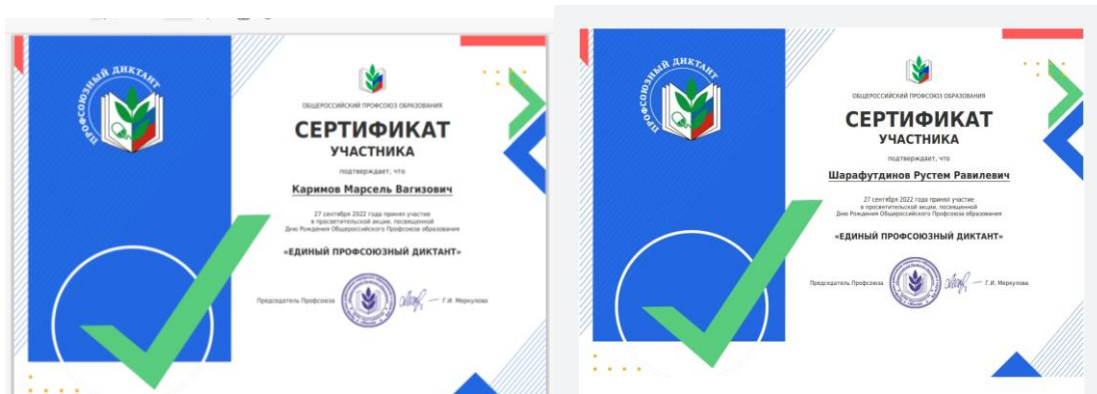 ПРОФСОЮЗНЫЙ ДИКТАНТ
ОБЩЕРОССИЙСКИЙ ПРОФСОЮЗ ОБРАЗОВАНИЯ
СЕРТИФИКАТ
УЧАСТНИКА
подтверждает, что
Каримов Марсель Вагизович
27 сентября 2022 года принял участие
в просветительской акции, посвященной
Дню Рождения Общероссийского Профсоюза образования
«ЕДИНЫЙ ПРОФСОЮЗНЫЙ ДИКТАНТ»
Председатель Профсоюза
Г.И. Меркулова
ПРОФСОЮЗНЫЙ ДИКТАНТ
ОБЩЕРОССИЙСКИЙ ПРОФСОЮЗ ОБРАЗОВАНИЯ
СЕРТИФИКАТ
УЧАСТНИКА
подтверждает, что
Шарафутдинов Рустем Равилевич
27 сентября 2022 года принял участие
в просветительской акции, посвященной
Дню Рождения Общероссийского Профсоюза образования
«ЕДИНЫЙ ПРОФСОЮЗНЫЙ ДИКТАНТ»
Председатель Профсоюза
Г.И. Меркулова